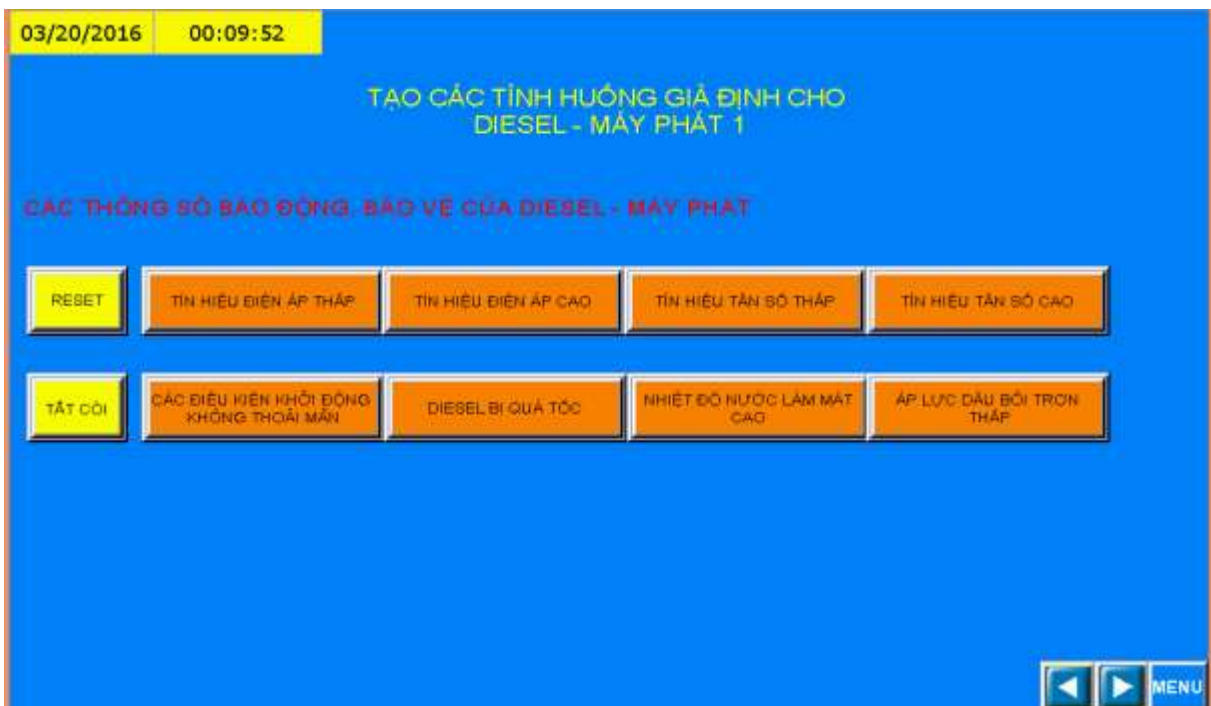 03/20/2016 00:09:52
TẠO CÁC TÌNH HUỐNG GIẢ ĐỊNH CHO
DIESEL - MÁY PHÁT 1
CÁC THÔNG SỐ BÁO ĐỘNG, BẢO VỆ CỦA DIESEL - MÁY PHÁT
RESET
TÍN HIỆU ĐIỆN ÁP THẤP
TÍN HIỆU ĐIỆN ÁP CAO
TÍN HIỆU TẦN SỐ THẤP
TÍN HIỆU TẦN SỐ CAO
TẮT CÒI
CÁC ĐIỀU KIỆN KHỞI ĐỘNG
KHÔNG THOẢI MÃN
DIESEL BỊ QUÁ TỐC
NHIỆT ĐỘ NƯỚC LÀM MÁT
CAO
ÁP LỰC DẦU BÔI TRƠN
THẤP
MENU